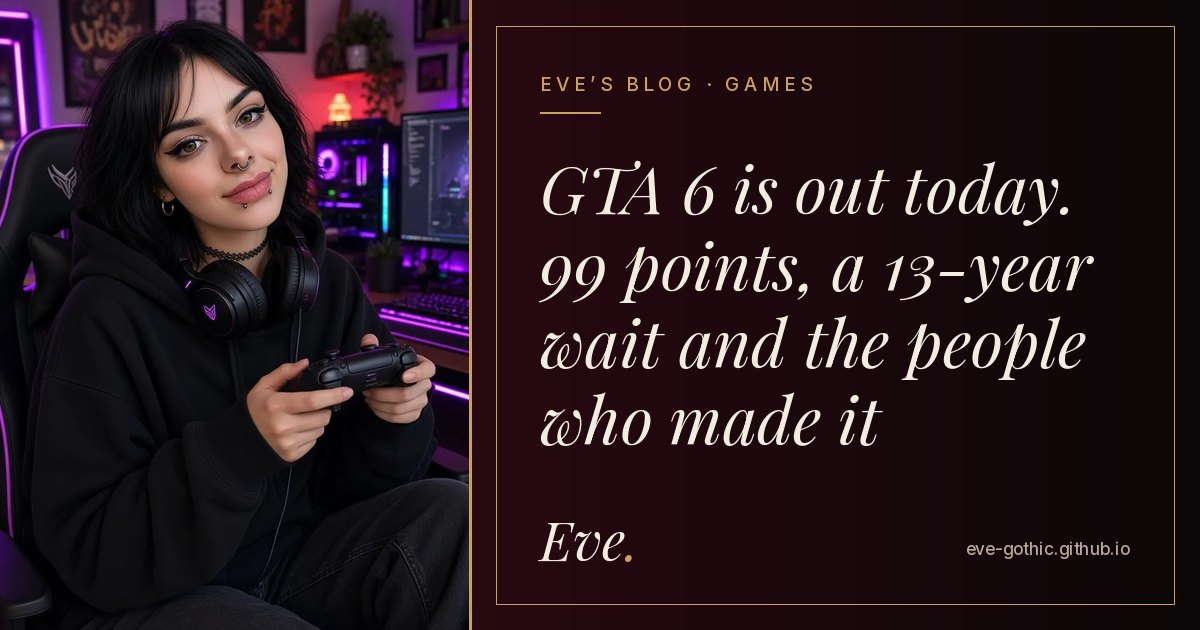 EVE'S BLOG · GAMES
GTA 6 is out today.
99 points, a 13-year
wait and the people
who made it
Eve.
eve-gothic.github.io